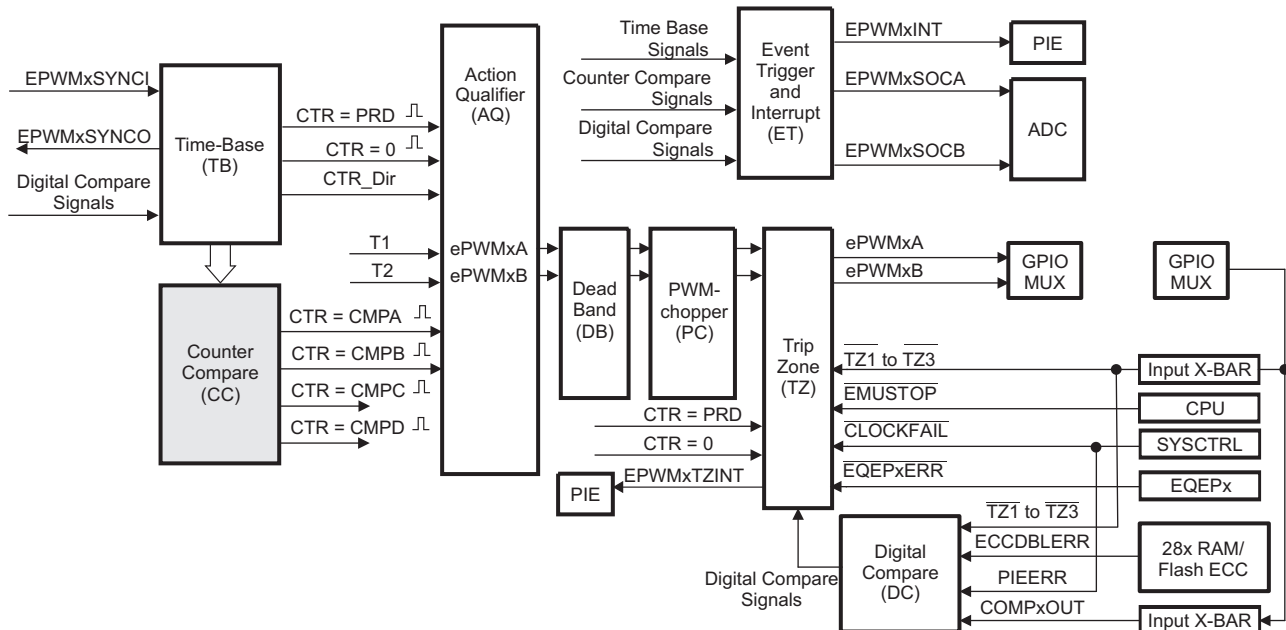 EPWMxSYNCI
EPWMxSYNCO
Digital Compare
Signals
Time-Base
(TB)
CTR = PRD
CTR = 0
CTR_Dir
T1
T2
Counter
Compare
(CC)
CTR = CMPA
CTR = CMPB
CTR = CMPC
CTR = CMPD
Action
Qualifier
(AQ)
ePWMxA
ePWMxB
Time Base
Signals
Counter Compare
Signals
Digital Compare
Signals
Event
Trigger
and
Interrupt
(ET)
EPWMxINT
EPWMxSOCA
EPWMxSOCB
PIE
ADC
Dead
Band
(DB)
PWM-
chopper
(PC)
Trip
Zone
(TZ)
ePWMxA
ePWMxB
GPIO
MUX
GPIO
MUX
TZ1 to TZ3
EMUSTOP
CLOCKFAIL
EQEPxERR
Input X-BAR
CPU
SYSCTRL
EQEPx
CTR = PRD
CTR = 0
EPWMxTZINT
PIE
Digital Compare
Signals
Digital
Compare
(DC)
TZ1 to TZ3
ECCDBLERR
PIEERR
COMPxOUT
28x RAM/
Flash ECC
Input X-BAR